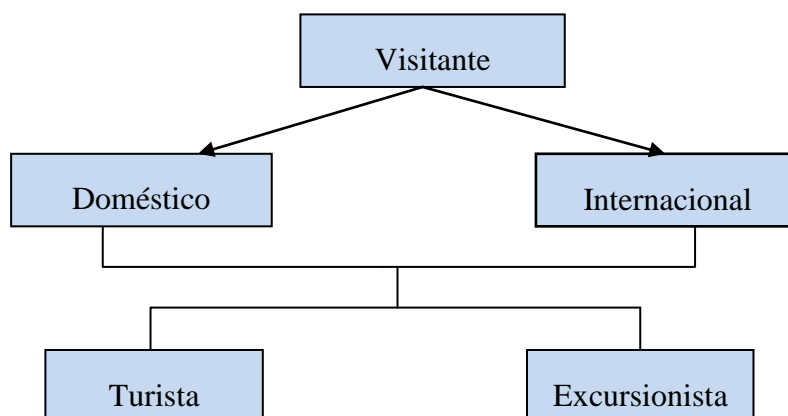 Visitante
Doméstico
Internacional
Turista
Excursionista